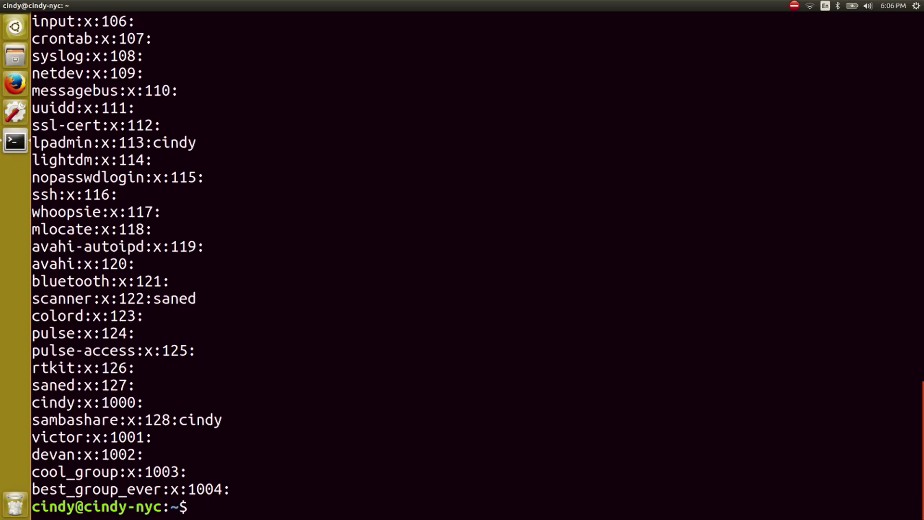 cindy@cindy-nyc: ~
En
6:06 PM
input:x:106:
crontab:x:107:
syslog:x:108:
netdev:x:109:
messagebus:x:110:
uuidd:x:111:
ssl-cert:x:112:
lpadmin:x:113:cindy
lightdm:x:114:
nopasswdlogin:x:115:
ssh:x:116:
whoopsie:x:117:
mlocate:x:118:
avahi-autoipd:x:119:
avahi:x:120:
bluetooth:x:121:
scanner:x:122:saned
colord:x:123:
pulse:x:124:
pulse-access:x:125:
rtkit:x:126:
saned:x:127:
cindy:x:1000:
sambashare:x:128:cindy
victor:x:1001:
devan:x:1002:
cool_group:x:1003:
best_group_ever:x:1004:
cindy@cindy-nyc:~$